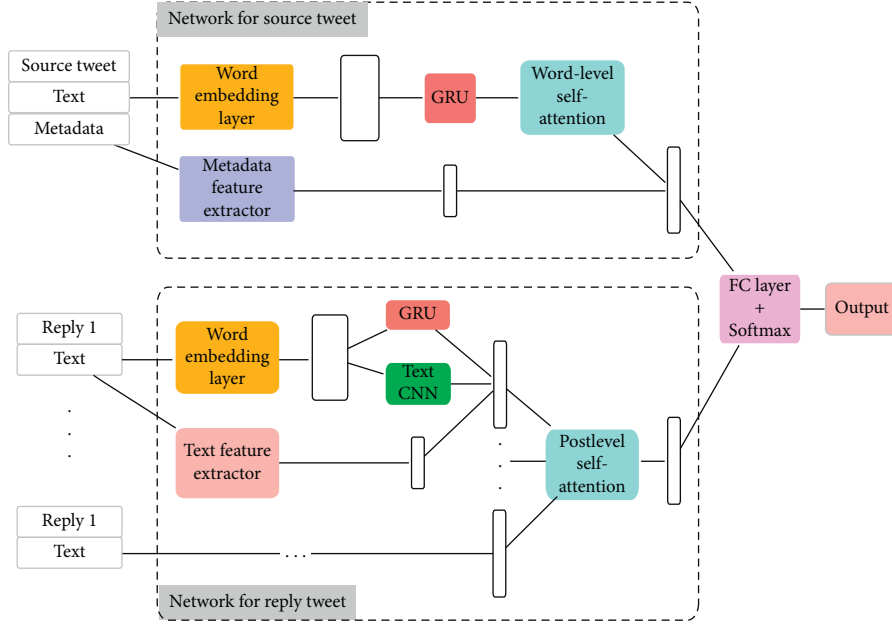 Network for source tweet
Source tweet
Text
Metadata
Word
embedding
layer
GRU
Word-level
self-
attention
Metadata
feature
extractor
FC layer
+
Softmax
Output
Reply 1
Text
.
.
.
Word
embedding
layer
GRU
Text
CNN
Text feature
extractor
.
.
.
Postlevel
self-
attention
Reply 1
Text
...
Network for reply tweet